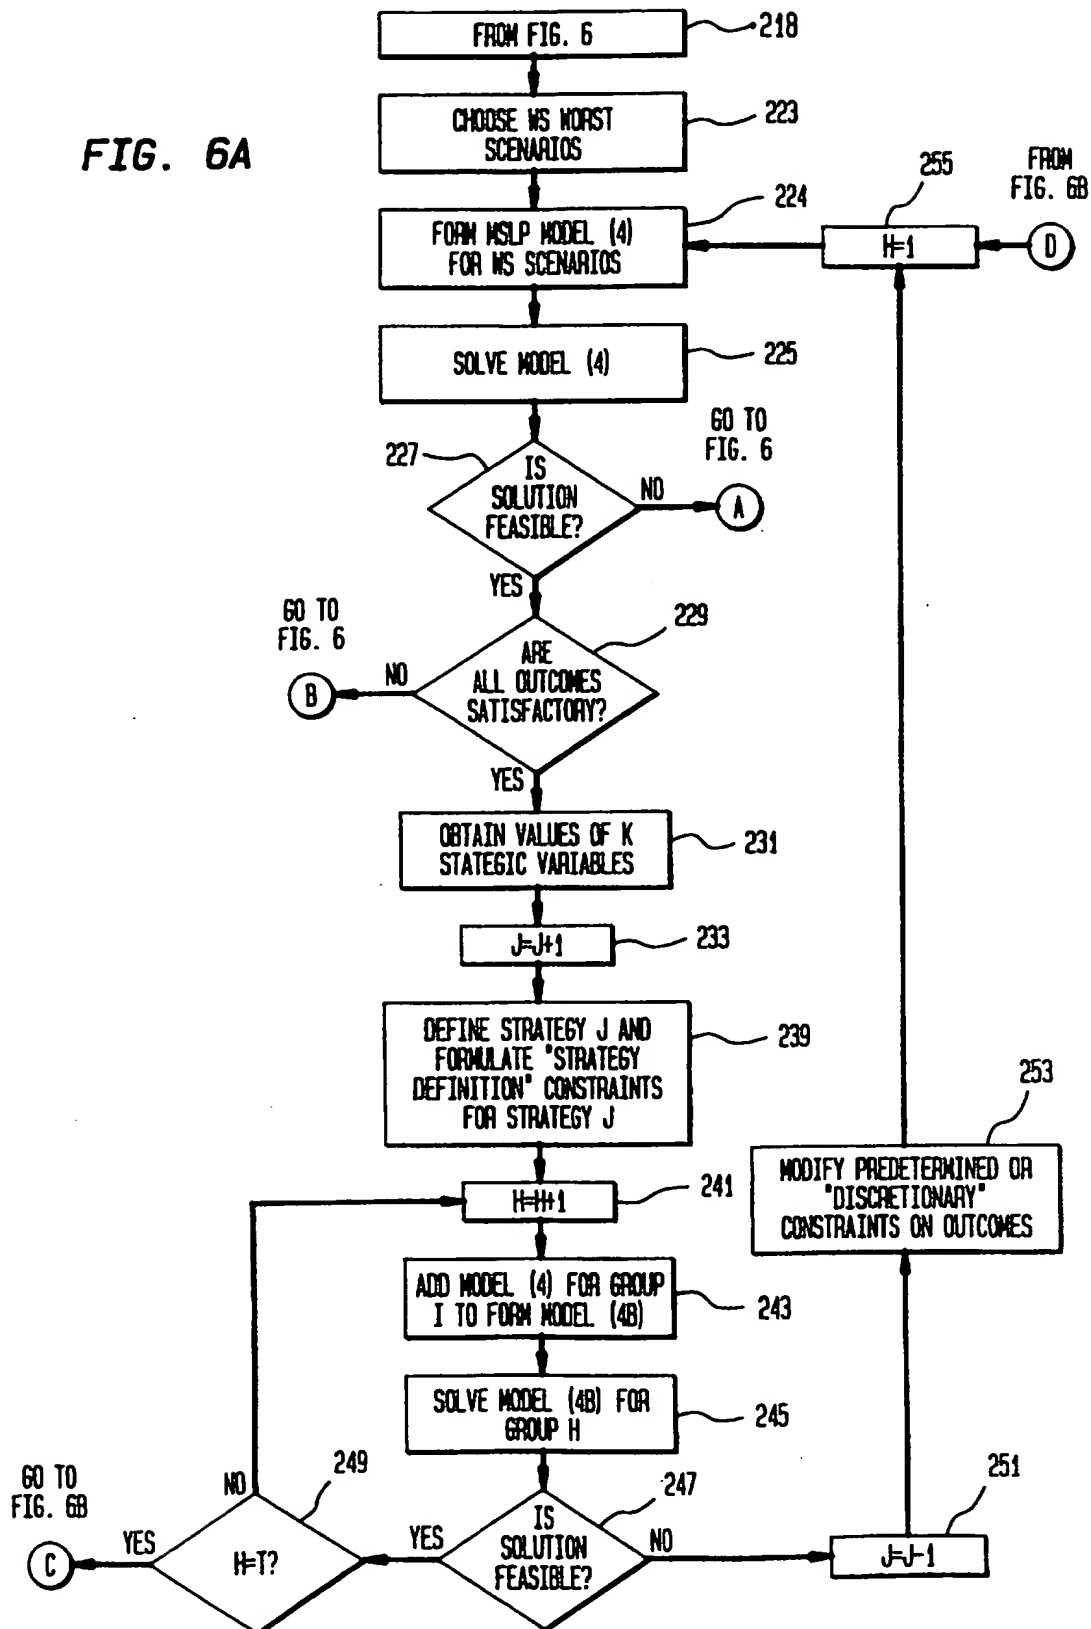 FROM FIG. 6
218
CHOOSE WS WORST
SCENARIOS
223
FIG. 6A
FORM MSLP MODEL (4)
FOR WS SCENARIOS
224
H=1
255
FROM
FIG. 6B
D
SOLVE MODEL (4)
225
227
IS
SOLUTION
FEASIBLE?
NO
GO TO
FIG. 6
A
YES
229
ARE
ALL OUTCOMES
SATISFACTORY?
NO
GO TO
FIG. 6
B
YES
OBTAIN VALUES OF K
STATEGIC VARIABLES
231
J=J+1
233
DEFINE STRATEGY J AND
FORMULATE "STRATEGY
DEFINITION" CONSTRAINTS
FOR STRATEGY J
239
H=H+1
241
253
MODIFY PREDETERMINED OR
"DISCRETIONARY"
CONSTRAINTS ON OUTCOMES
ADD MODEL (4) FOR GROUP
I TO FORM MODEL (4B)
243
SOLVE MODEL (4B) FOR
GROUP H
245
247
IS
SOLUTION
FEASIBLE?
NO
251
J=J-1
YES
249
H=T?
NO
YES
GO TO
FIG. 6B
C